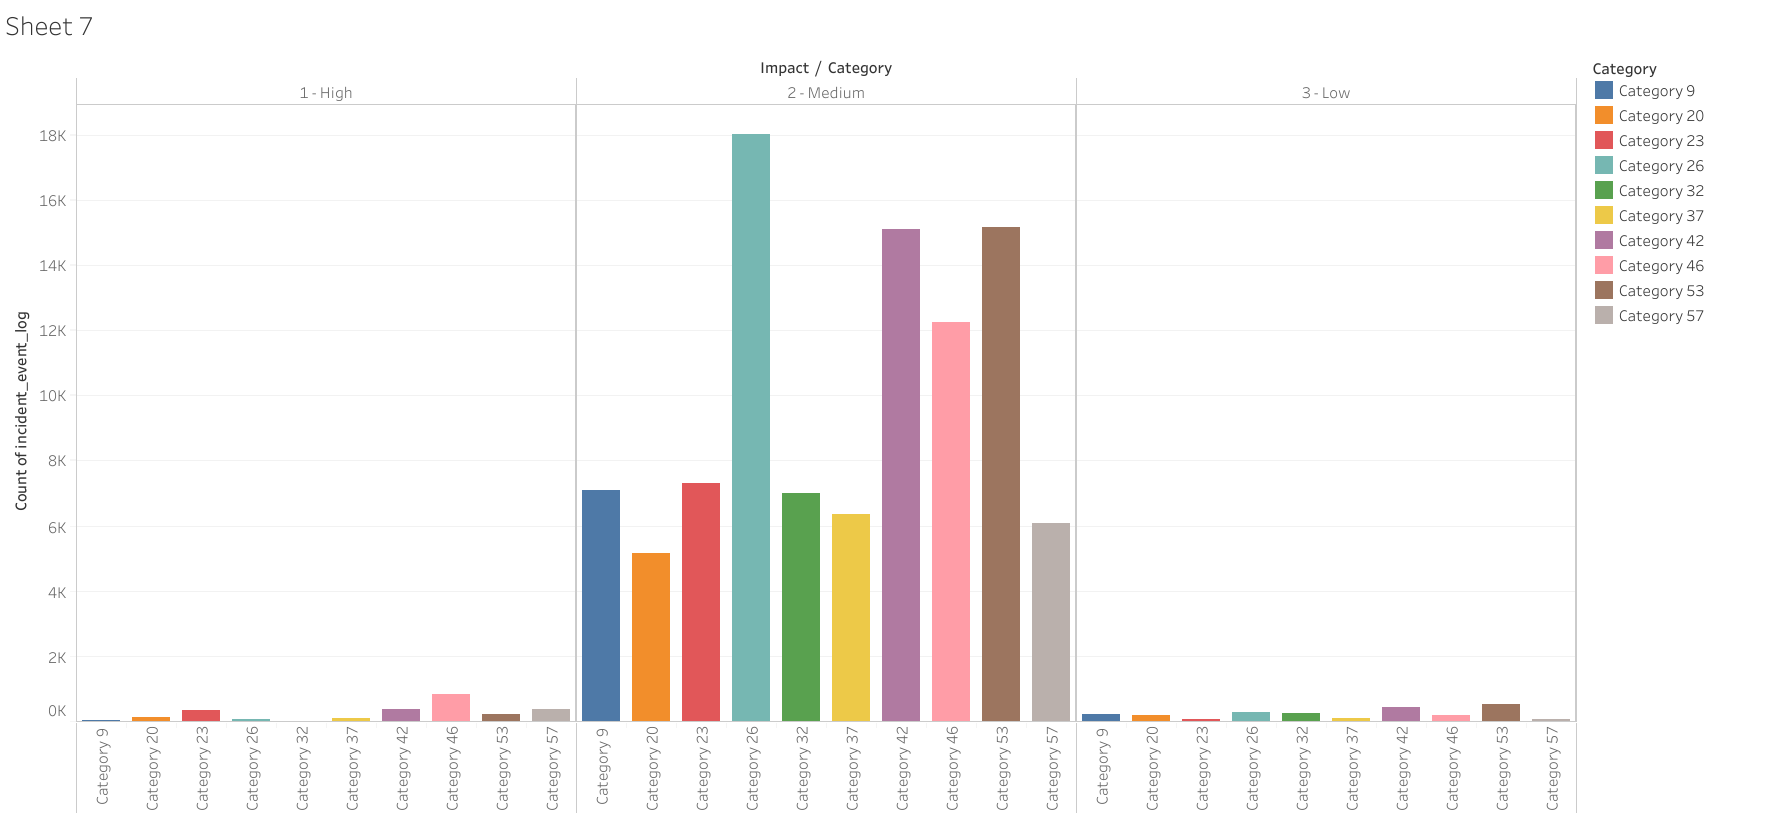 Sheet 7
Impact / Category
1 - High
2 - Medium
3 - Low
Count of incident_event_log
18K
16K
14K
12K
10K
8K
6K
4K
2K
0K
Category 9
Category 20
Category 23
Category 26
Category 32
Category 37
Category 42
Category 46
Category 53
Category 57
Category 9
Category 20
Category 23
Category 26
Category 32
Category 37
Category 42
Category 46
Category 53
Category 57
Category 9
Category 20
Category 23
Category 26
Category 32
Category 37
Category 42
Category 46
Category 53
Category 57
Category
Category 9
Category 20
Category 23
Category 26
Category 32
Category 37
Category 42
Category 46
Category 53
Category 57